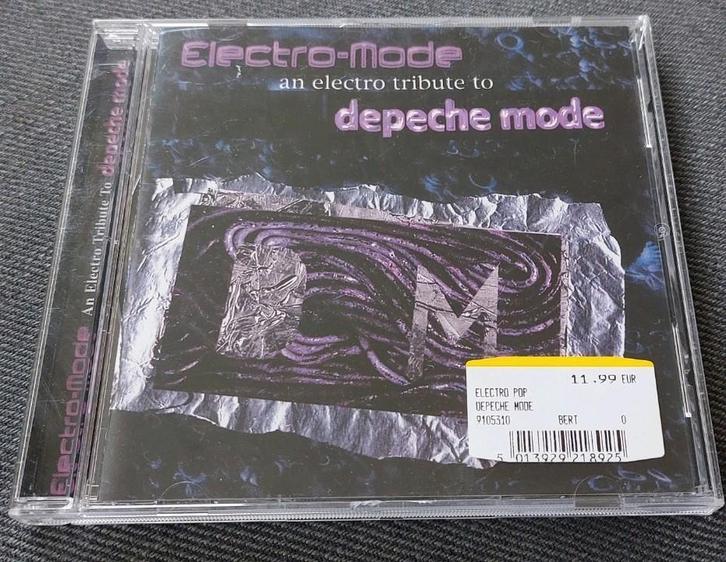 Electro-Mode
an electro tribute to
depeche mode
Electro-Mode An Electro Tribute To depeche mode
D M
11.99 EUR
ELECTRO POP
DEPECHE MODE
9105310 BERT 0
5 013929 218925